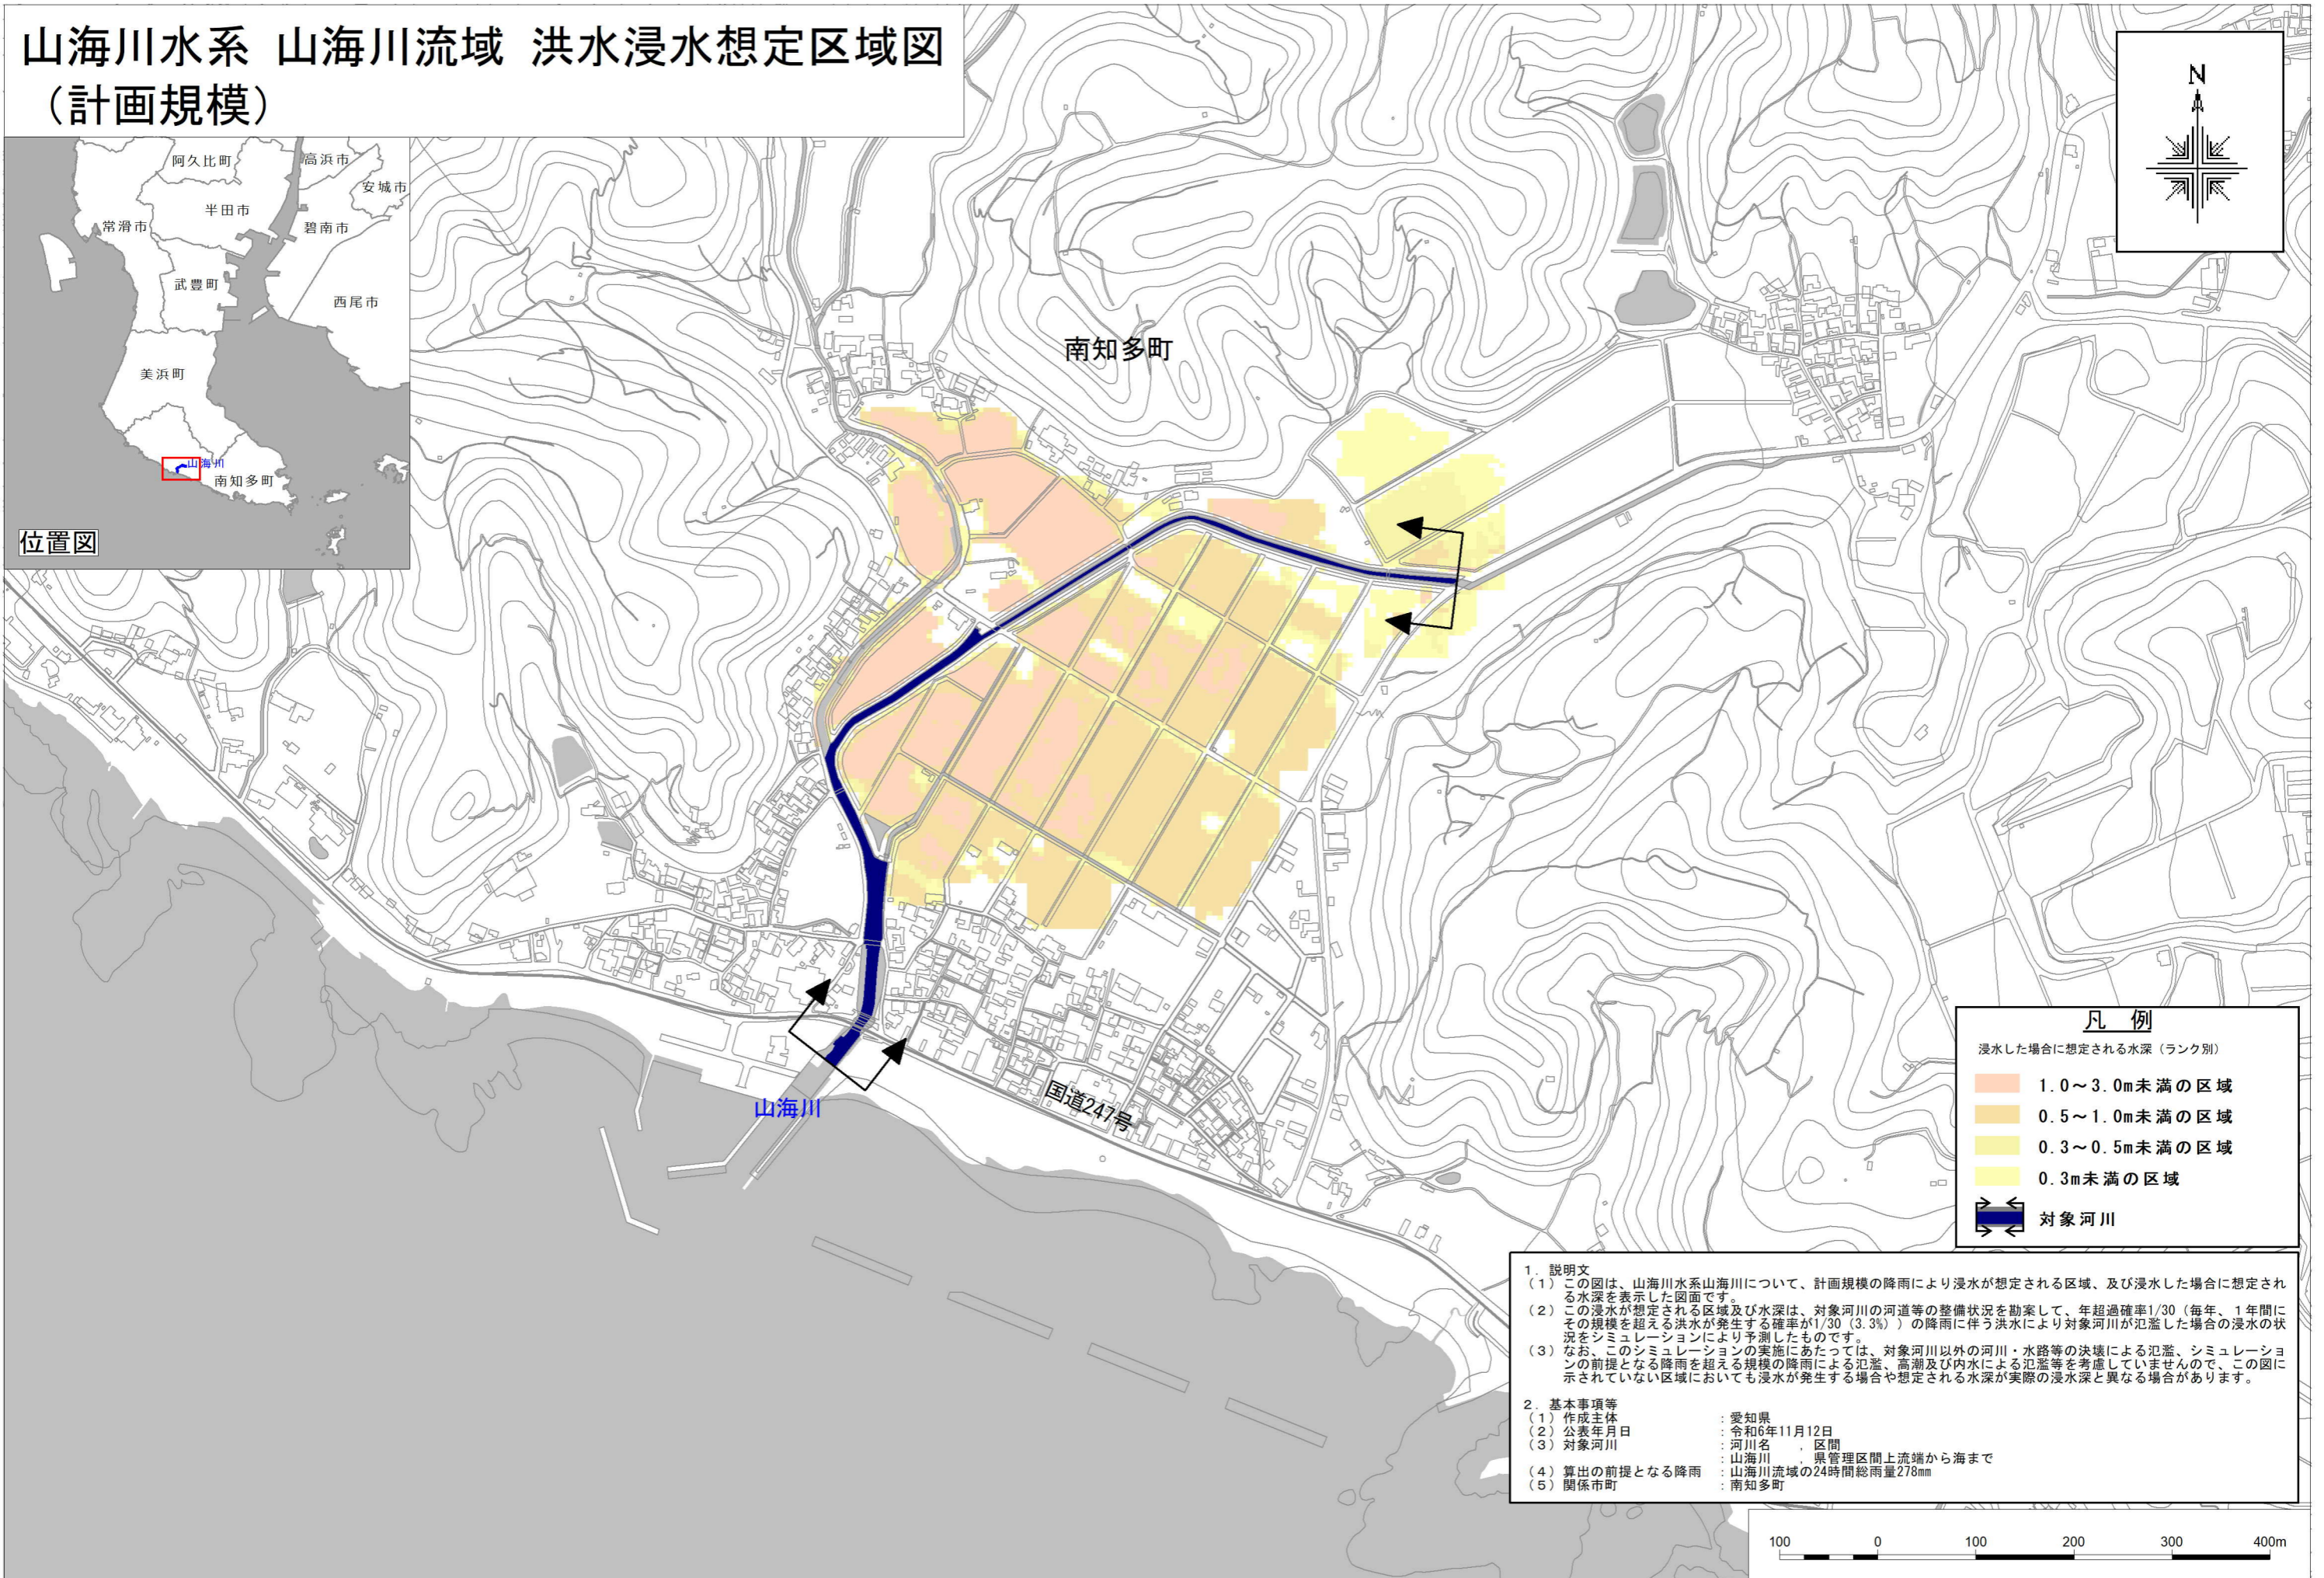 山海川水系 山海川流域 洪水浸水想定区域図
（計画規模）
N
阿久比町
高浜市
安城市
半田市
常滑市
碧南市
武豊町
西尾市
美浜町
山海川
南知多町
位置図
南知多町
山海川
国道247号
凡 例
浸水した場合に想定される水深（ランク別）
1.0～3.0m未満の区域
0.5～1.0m未満の区域
0.3～0.5m未満の区域
0.3m未満の区域
対象河川
1．説明文
（1）この図は、山海川水系山海川について、計画規模の降雨により浸水が想定される区域、及び浸水した場合に想定され
る水深を表示した図面です。
（2）この浸水が想定される区域及び水深は、対象河川の河道等の整備状況を勘案して、年超過確率1/30（毎年、１年間に
その規模を超える洪水が発生する確率が1/30（3.3%））の降雨に伴う洪水により対象河川が氾濫した場合の浸水の状
況をシミュレーションにより予測したものです。
（3）なお、このシミュレーションの実施にあたっては、対象河川以外の河川・水路等の決壊による氾濫、シミュレーショ
ンの前提となる降雨を超える規模の降雨による氾濫、高潮及び内水による氾濫等を考慮していませんので、この図に
示されていない区域においても浸水が発生する場合や想定される水深が実際の浸水深と異なる場合があります。
2．基本事項等
（1）作成主体 ：愛知県
（2）公表年月日 ：令和6年11月12日
（3）対象河川 ：河川名 ，区間
：山海川 ，県管理区間上流端から海まで
（4）算出の前提となる降雨 ：山海川流域の24時間総雨量278mm
（5）関係市町 ：南知多町
100 0 100 200 300 400m